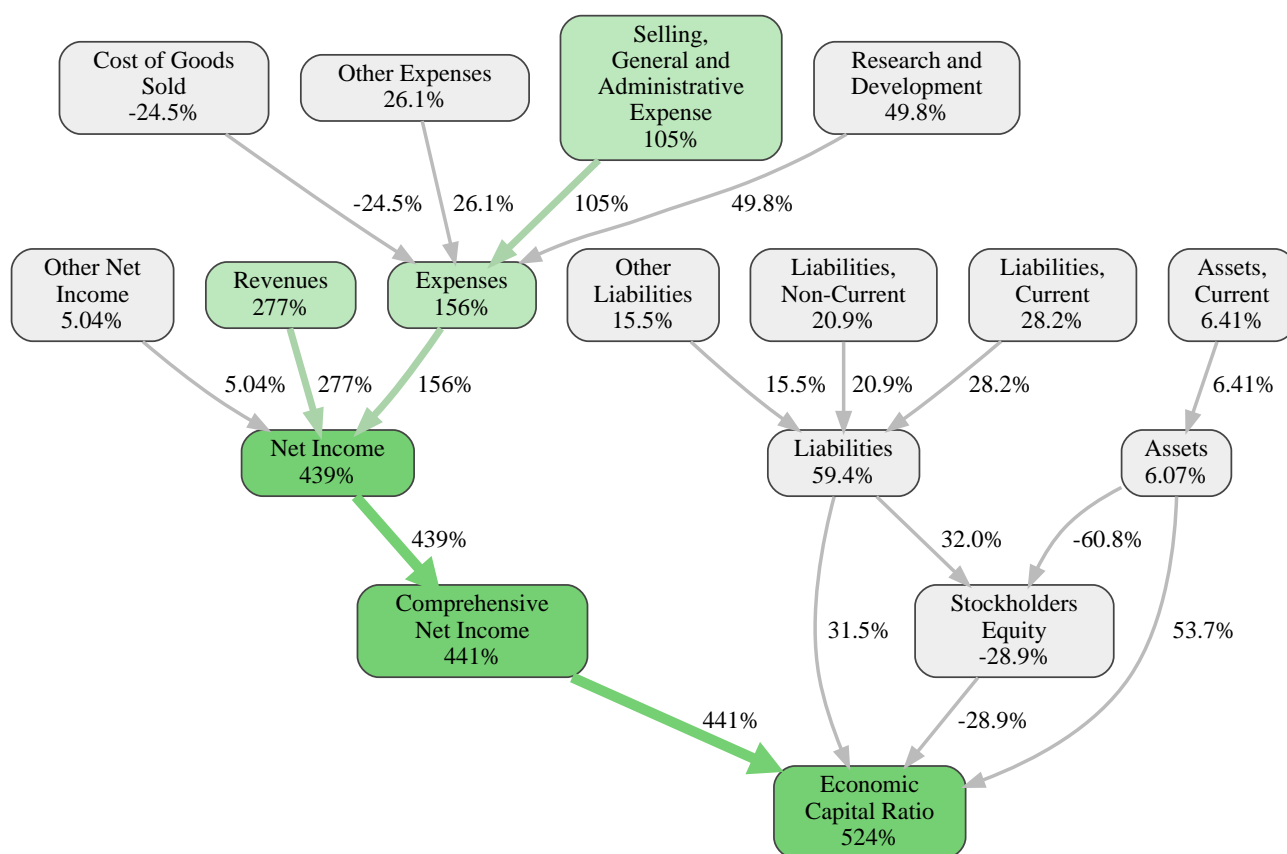 Cost of Goods
Sold
-24.5%
Other Expenses
26.1%
Selling,
General and
Administrative
Expense
105%
Research and
Development
49.8%
-24.5%
26.1%
105%
49.8%
Other Net
Income
5.04%
Revenues
277%
Expenses
156%
Other
Liabilities
15.5%
Liabilities,
Non-Current
20.9%
Liabilities,
Current
28.2%
Assets,
Current
6.41%
5.04%
277%
156%
15.5%
20.9%
28.2%
6.41%
Net Income
439%
Liabilities
59.4%
Assets
6.07%
439%
32.0%
-60.8%
Comprehensive
Net Income
441%
Stockholders
Equity
-28.9%
31.5%
53.7%
441%
-28.9%
Economic
Capital Ratio
524%